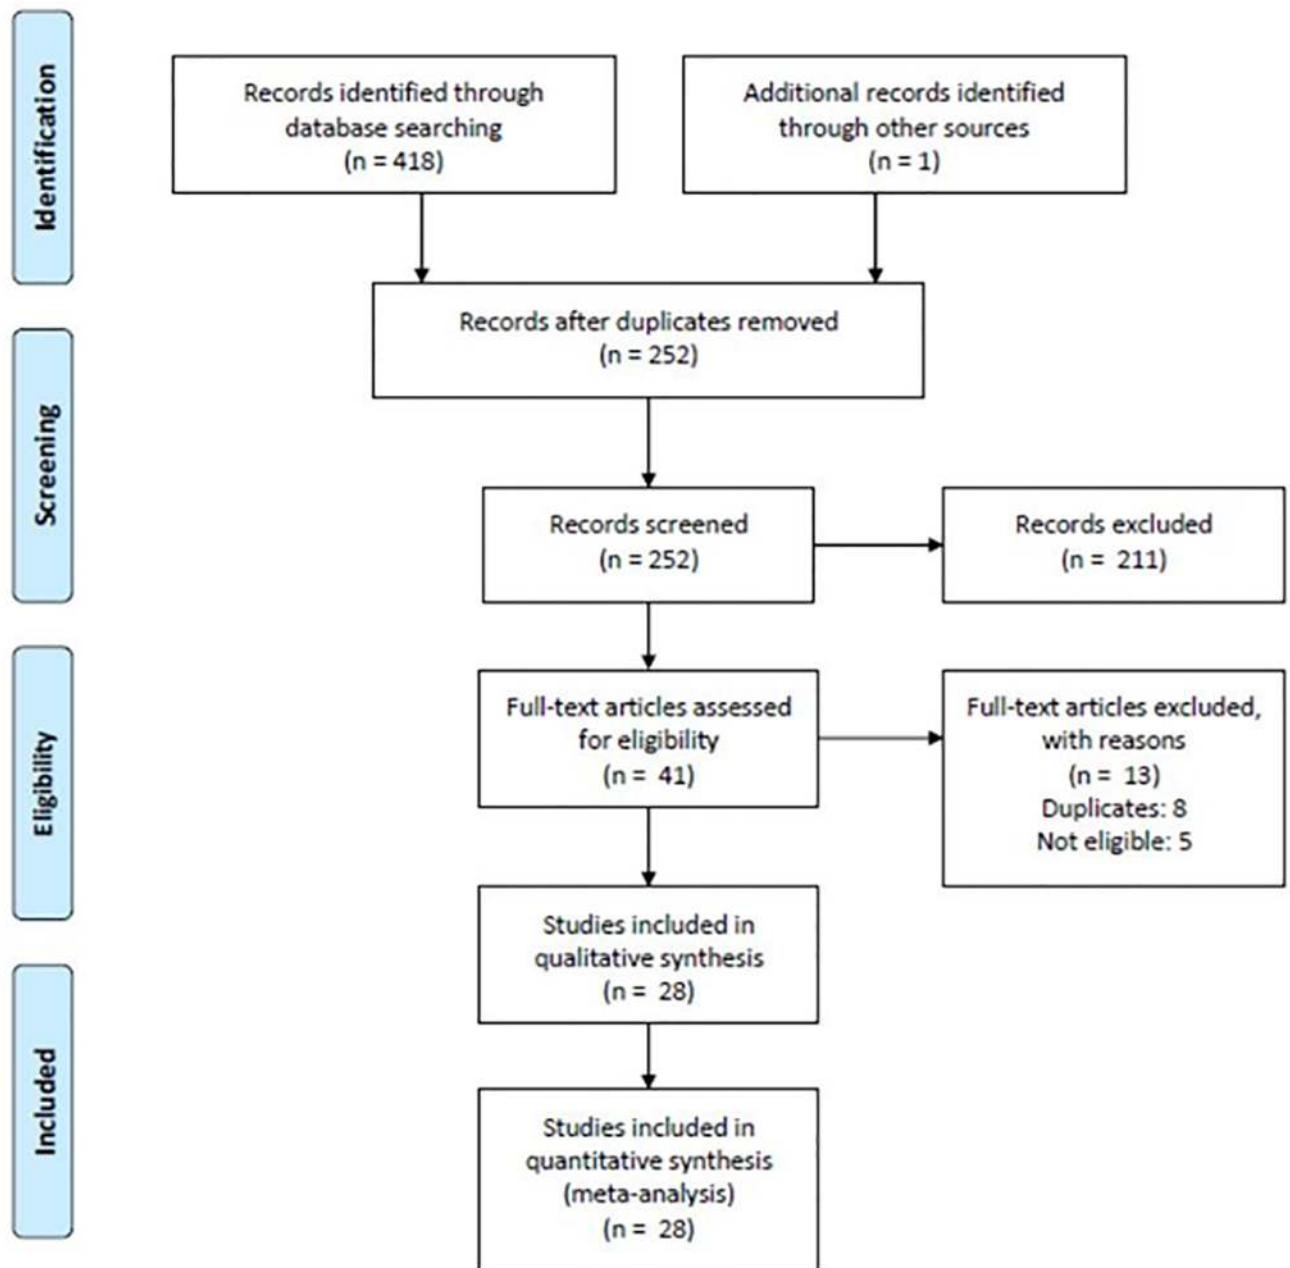 Identification
Records identified through
database searching
(n = 418)
Additional records identified
through other sources
(n = 1)
Records after duplicates removed
(n = 252)
Screening
Records screened
(n = 252)
Records excluded
(n = 211)
Eligibility
Full-text articles assessed
for eligibility
(n = 41)
Full-text articles excluded,
with reasons
(n = 13)
Duplicates: 8
Not eligible: 5
Studies included in
qualitative synthesis
(n = 28)
Included
Studies included in
quantitative synthesis
(meta-analysis)
(n = 28)